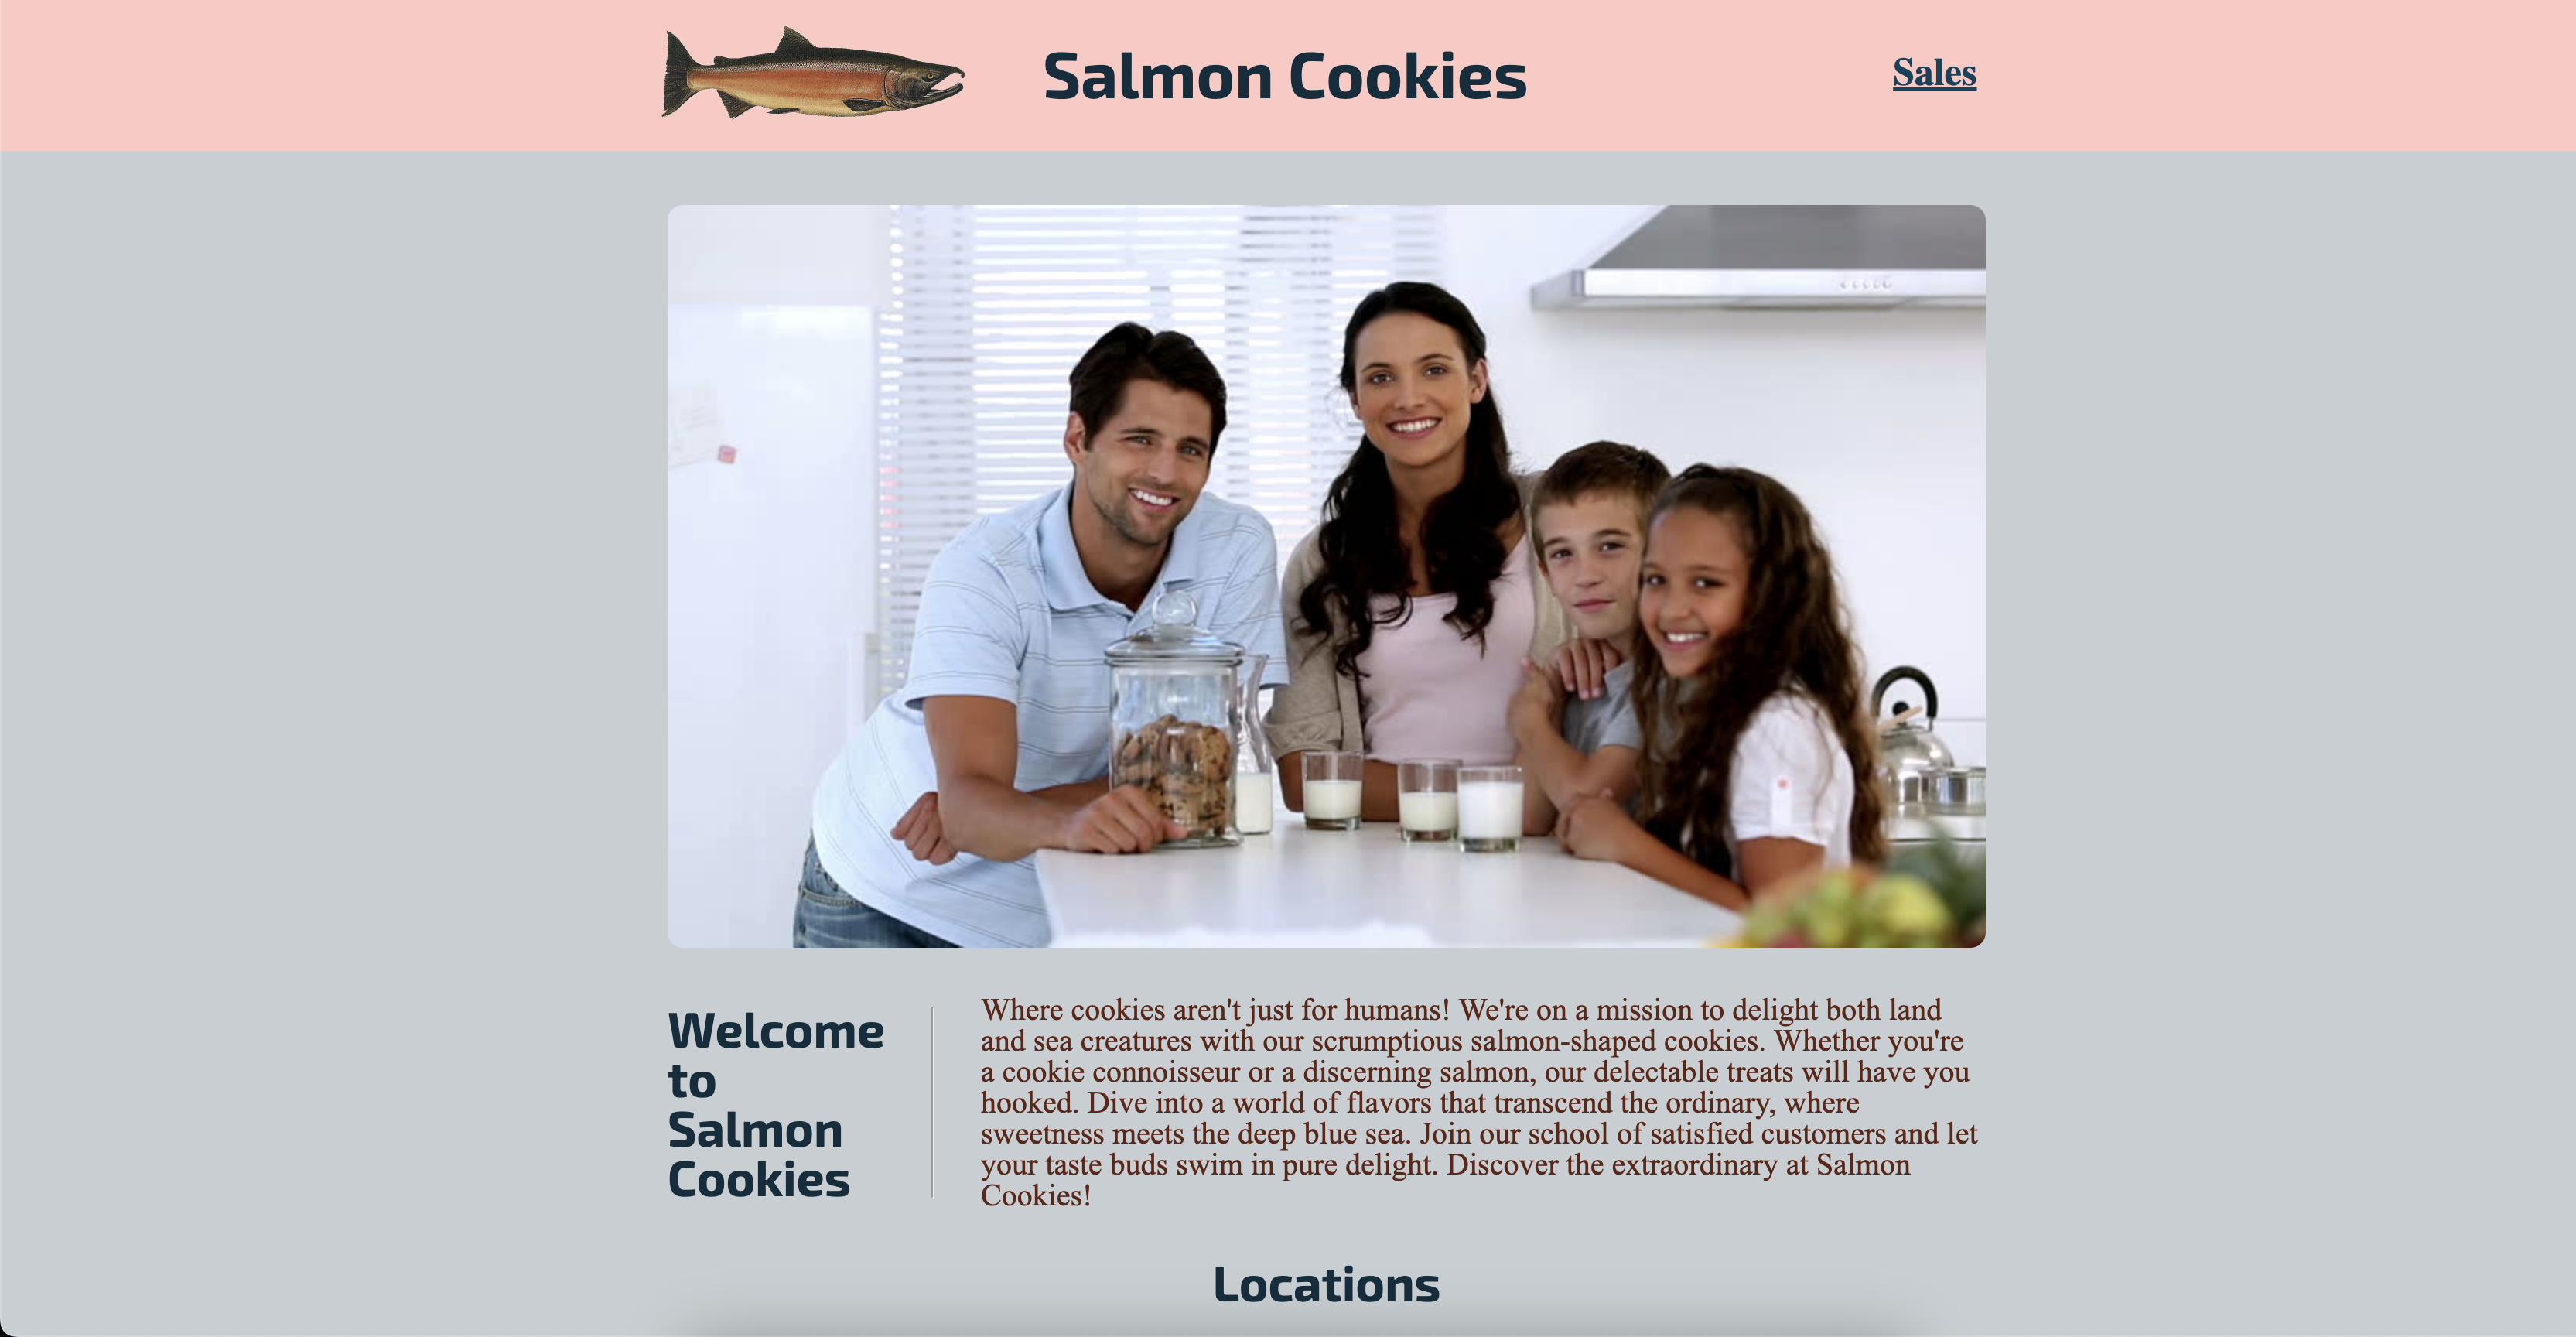 Salmon Cookies
Sales
Welcome
to
Salmon
Cookies
Where cookies aren't just for humans! We're on a mission to delight both land
and sea creatures with our scrumptious salmon-shaped cookies. Whether you're
a cookie connoisseur or a discerning salmon, our delectable treats will have you
hooked. Dive into a world of flavors that transcend the ordinary, where
sweetness meets the deep blue sea. Join our school of satisfied customers and let
your taste buds swim in pure delight. Discover the extraordinary at Salmon
Cookies!
Locations